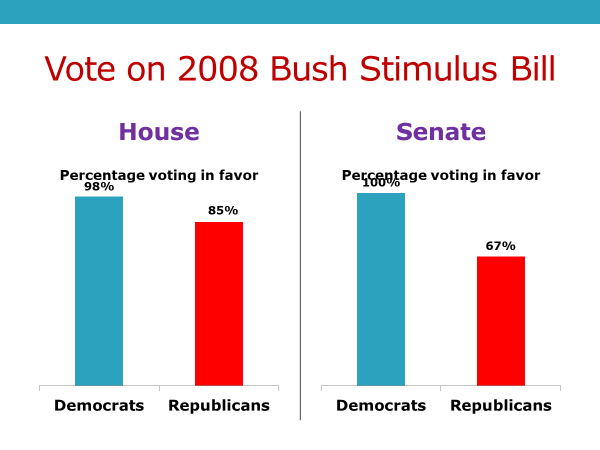 Vote on 2008 Bush Stimulus Bill
House
Percentage voting in favor
98%
85%
Democrats Republicans
Senate
Percentage voting in favor
100%
67%
Democrats Republicans